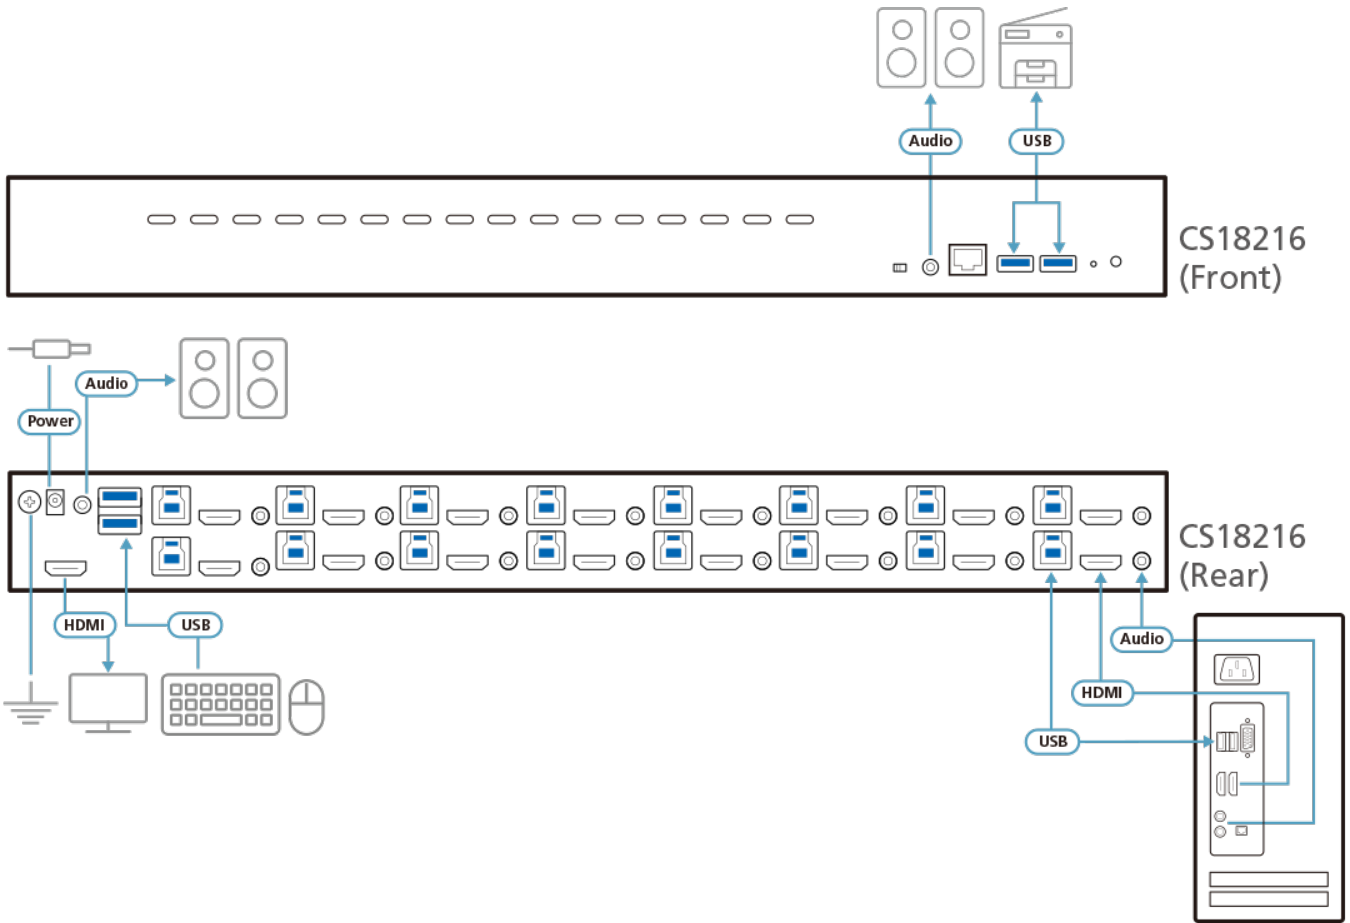 Audio
USB
CS18216
(Front)
Audio
Power
CS18216
(Rear)
HDMI
USB
Audio
HDMI
USB